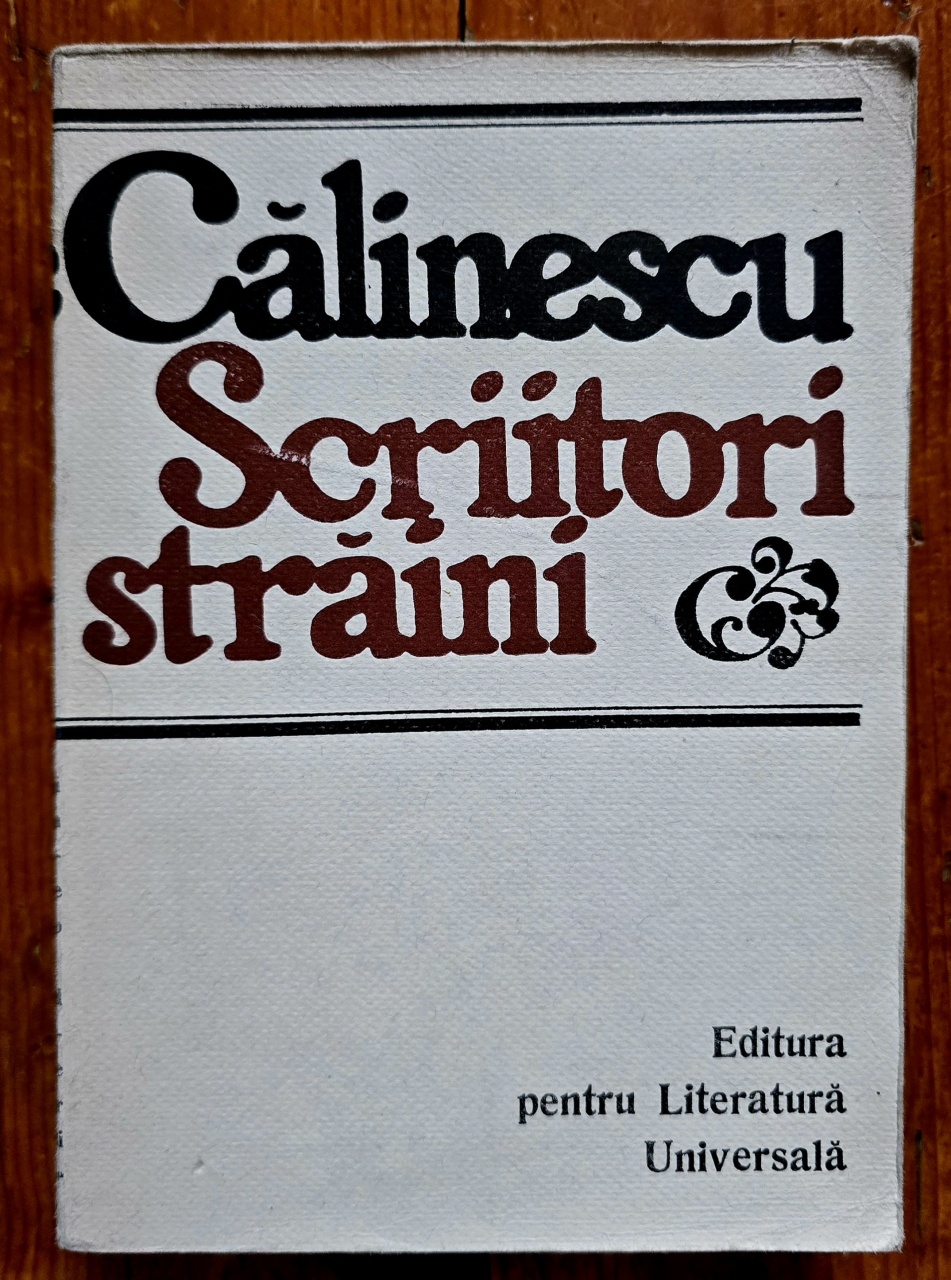 Călinescu
Scriitori
străini
Editura
pentru Literatură
Universală